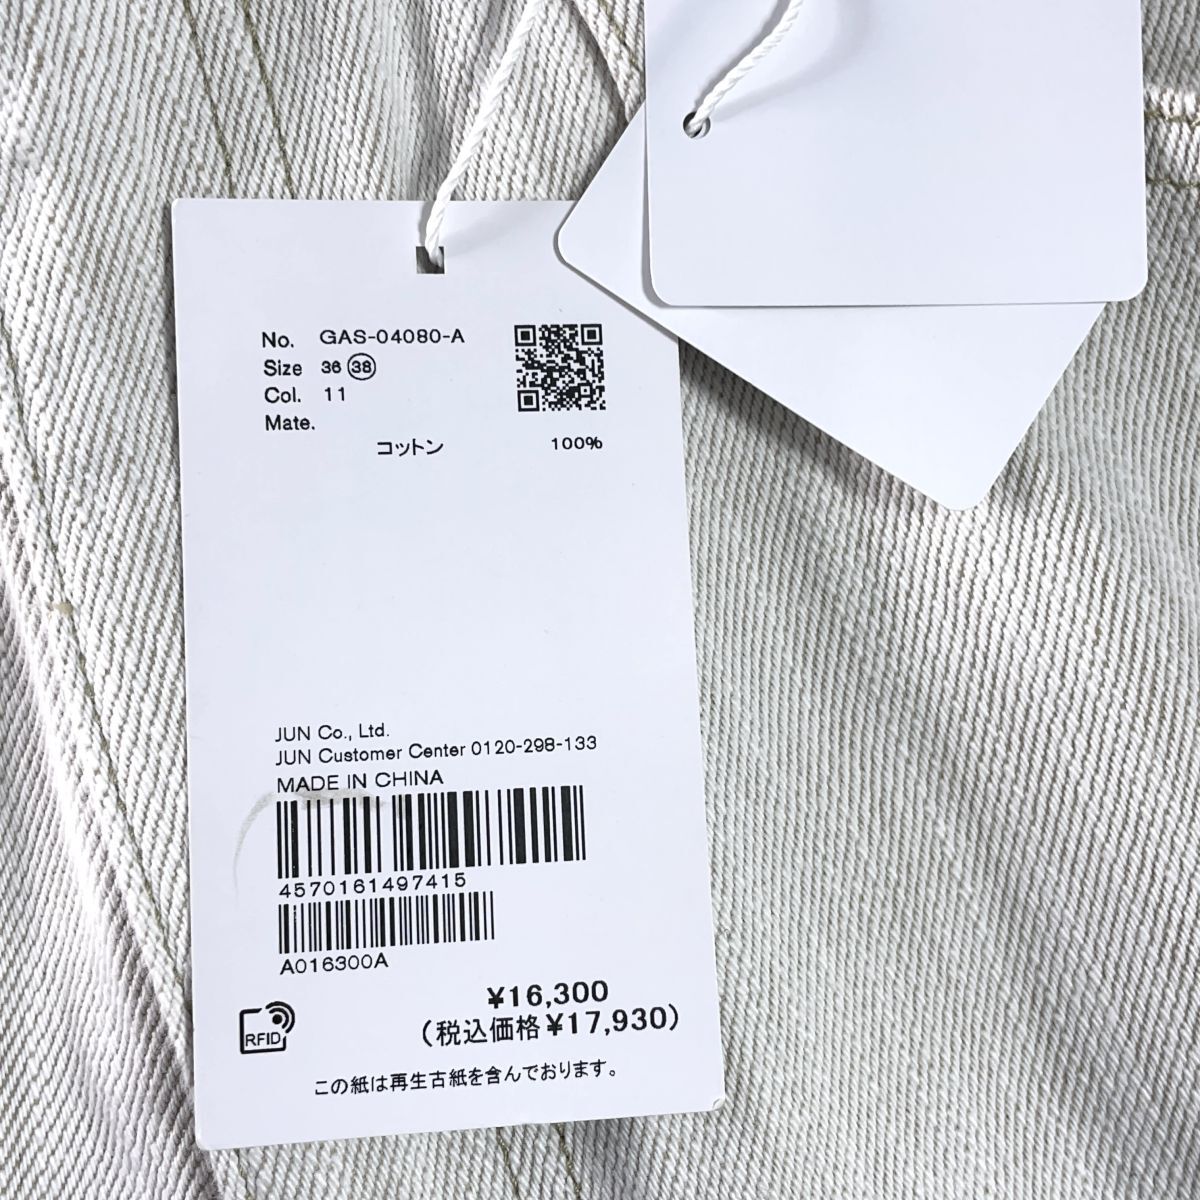 No. GAS-04080-A
Size 36 38
Col. 11
Mate.
コットン 100%
JUN Co., Ltd.
JUN Customer Center 0120-298-133
MADE IN CHINA
4570161497415
A016300A
¥16,300
(税込価格¥17,930)
RFID
この紙は再生古紙を含んでおります。